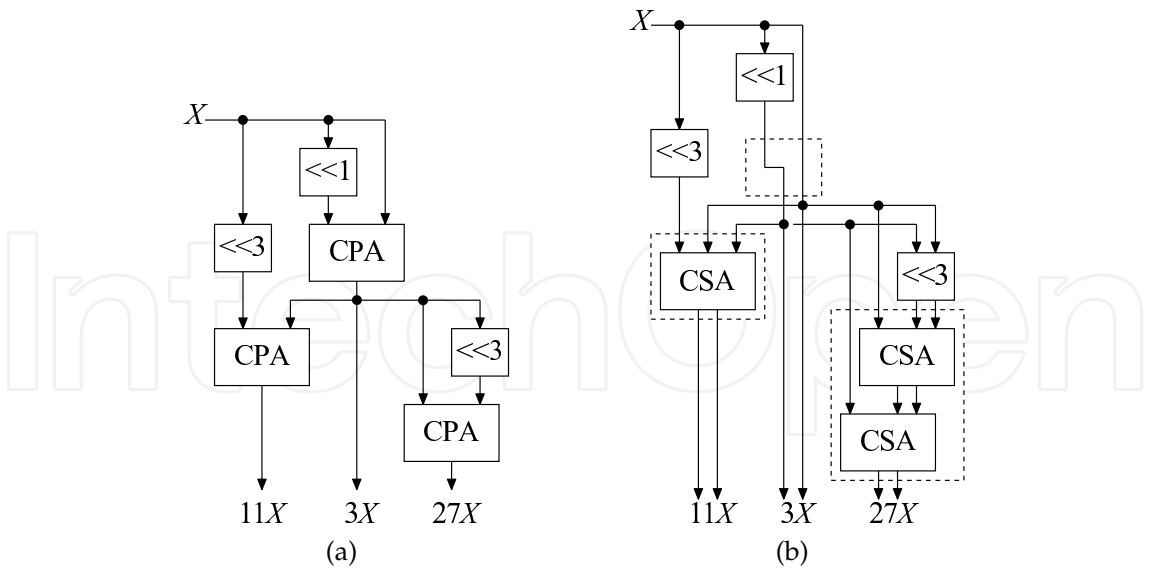 X
<<1
<<3
CPA
CPA
<<3
CPA
11X 3X 27X
(a)
X
<<1
<<3
CSA
<<3
CSA
CSA
11X 3X 27X
(b)
IntechOpen